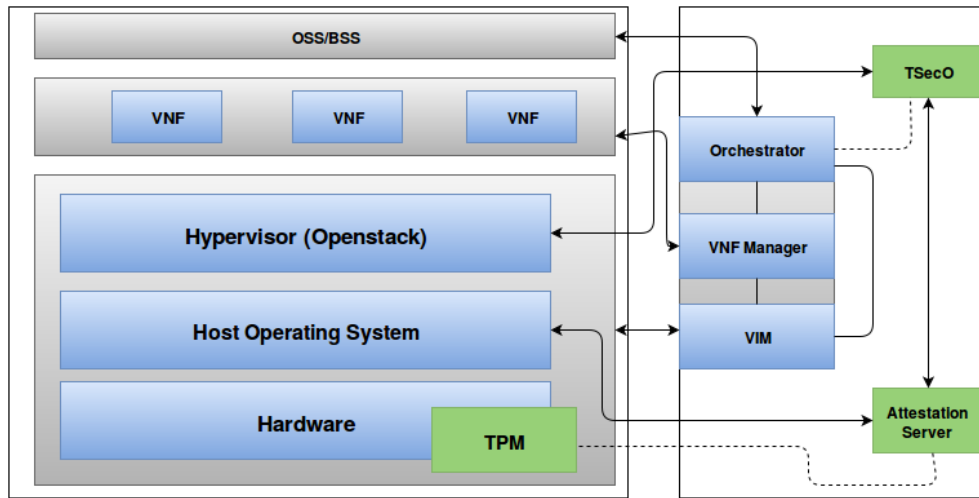 OSS/BSS
VNF
VNF
VNF
Hypervisor (Openstack)
Host Operating System
Hardware
TPM
TSecO
Orchestrator
VNF Manager
VIM
Attestation
Server